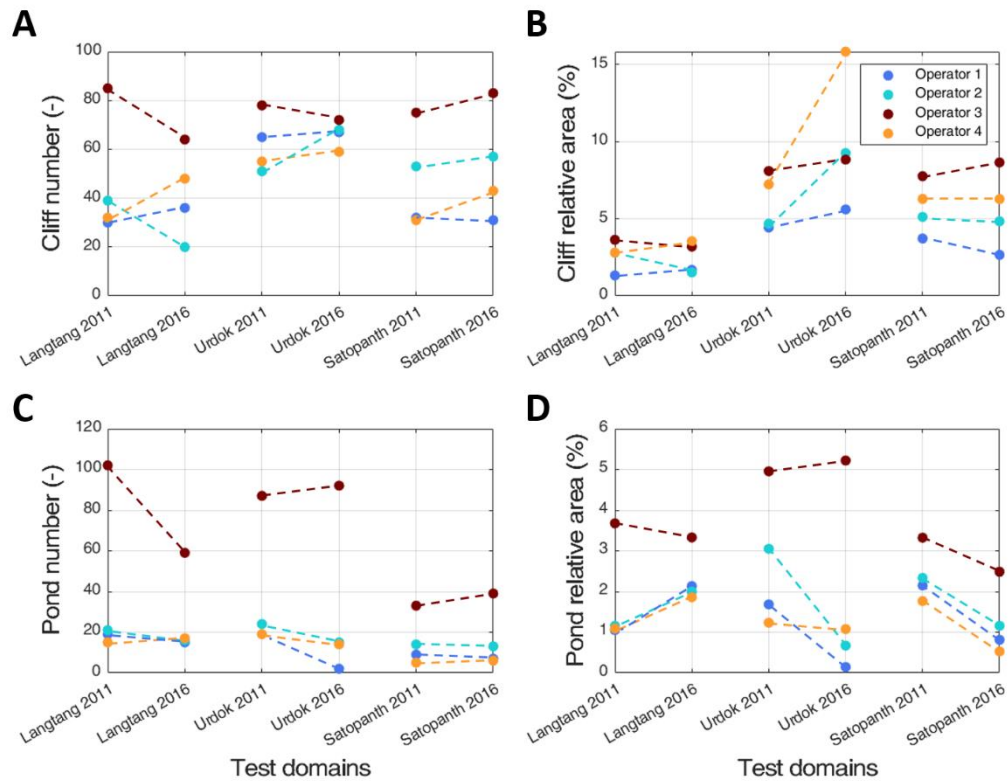 A
Cliff number (-)
100
80
60
40
20
0
Langtang 2011
Langtang 2016
Urdok 2011
Urdok 2016
Satopanth 2011
Satopanth 2016
B
Cliff relative area (%)
15
10
5
0
Operator 1
Operator 2
Operator 3
Operator 4
Langtang 2011
Langtang 2016
Urdok 2011
Urdok 2016
Satopanth 2011
Satopanth 2016
C
Pond number (-)
120
100
80
60
40
20
0
Langtang 2011
Langtang 2016
Urdok 2011
Urdok 2016
Satopanth 2011
Satopanth 2016
Test domains
D
Pond relative area (%)
6
5
4
3
2
1
0
Langtang 2011
Langtang 2016
Urdok 2011
Urdok 2016
Satopanth 2011
Satopanth 2016
Test domains